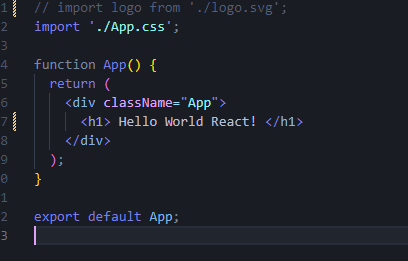 1 // import logo from './logo.svg';
2 import './App.css';
3
4 function App() {
5   return (
6     <div className="App">
7       <h1> Hello World React! </h1>
8     </div>
9   );
0 }
1
2 export default App;
3